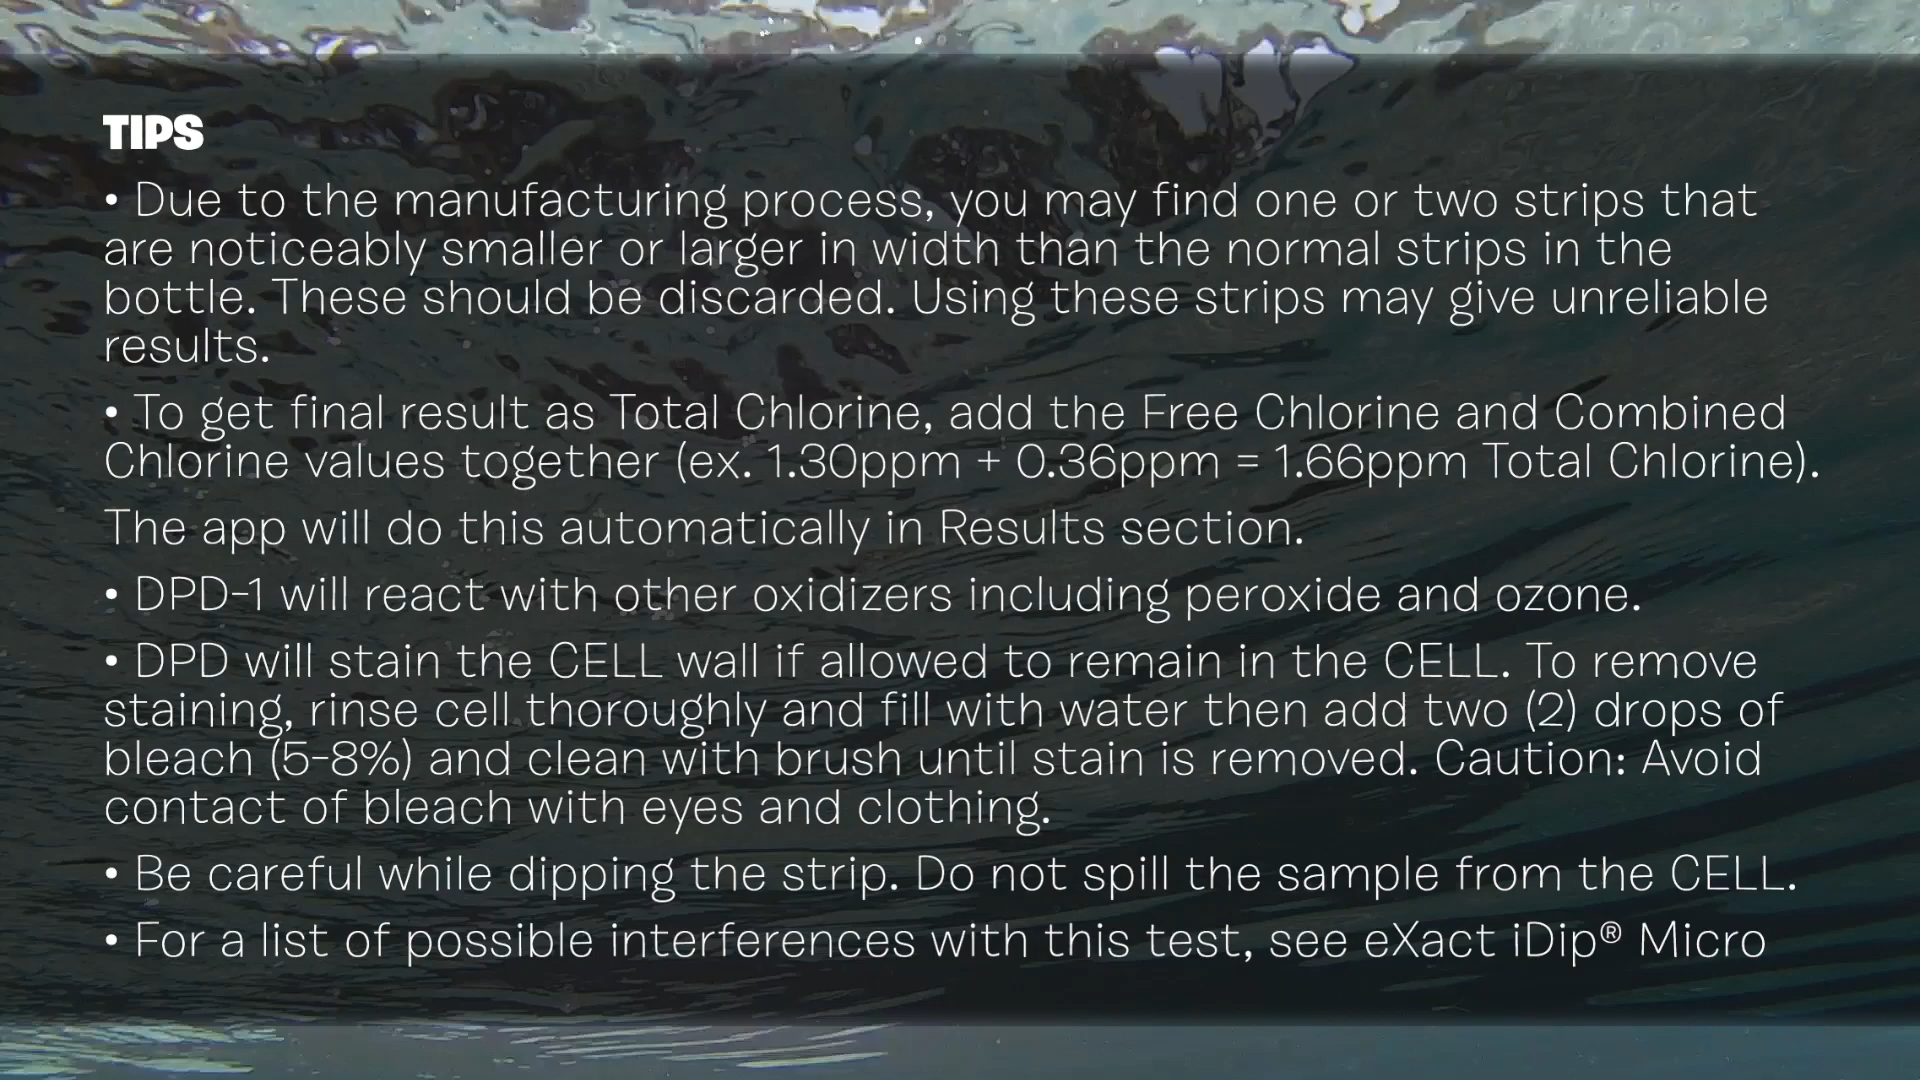 TIPS
• Due to the manufacturing process, you may find one or two strips that
are noticeably smaller or larger in width than the normal strips in the
bottle. These should be discarded. Using these strips may give unreliable
results.
• To get final result as Total Chlorine, add the Free Chlorine and Combined
Chlorine values together (ex. 1.30ppm + 0.36ppm = 1.66ppm Total Chlorine).
The app will do this automatically in Results section.
• DPD-1 will react with other oxidizers including peroxide and ozone.
• DPD will stain the CELL wall if allowed to remain in the CELL. To remove
staining, rinse cell thoroughly and fill with water then add two (2) drops of
bleach (5-8%) and clean with brush until stain is removed. Caution: Avoid
contact of bleach with eyes and clothing.
• Be careful while dipping the strip. Do not spill the sample from the CELL.
• For a list of possible interferences with this test, see eXact iDip® Micro